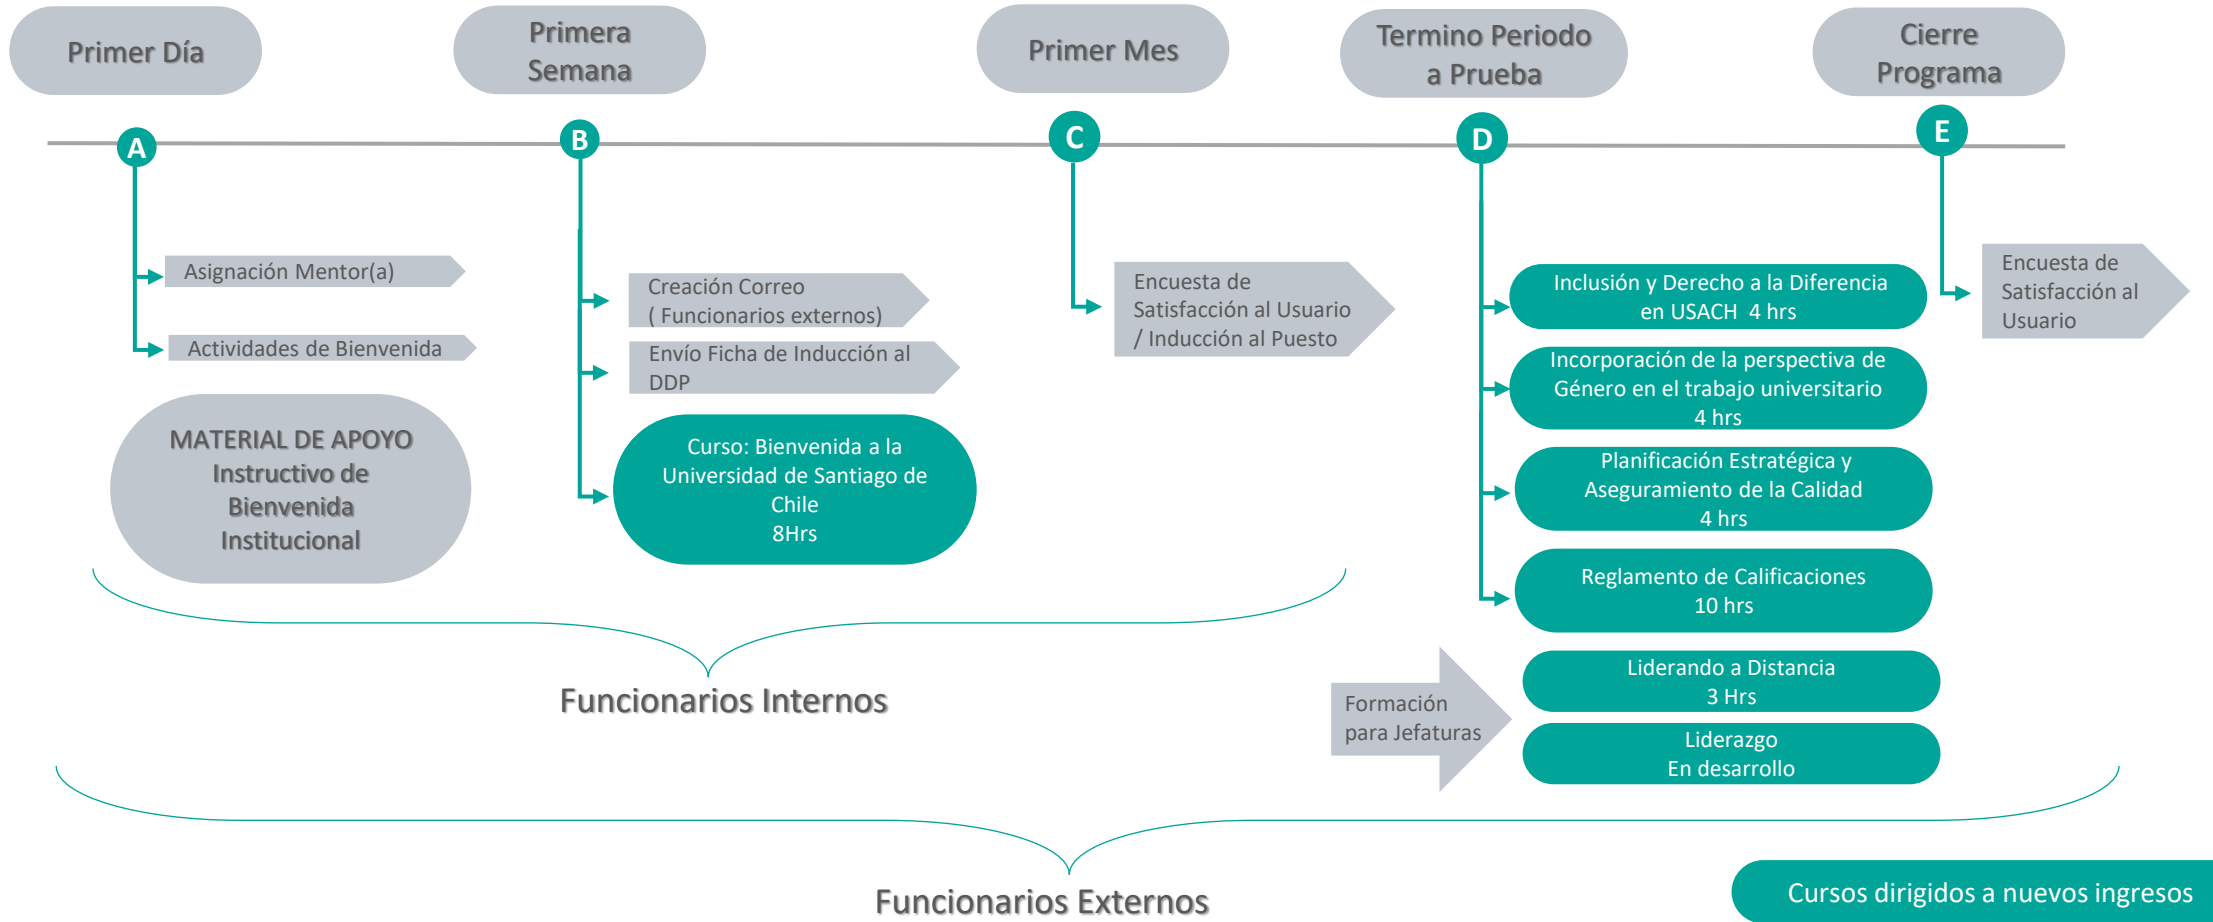 Primer Día
Primera
Semana
Primer Mes
Termino Periodo
a Prueba
Cierre
Programa
A
B
C
D
E
Asignación Mentor(a)
Actividades de Bienvenida
MATERIAL DE APOYO
Instructivo de
Bienvenida
Institucional
Creación Correo
( Funcionarios externos)
Envío Ficha de Inducción al
DDP
Curso: Bienvenida a la
Universidad de Santiago de
Chile
8Hrs
Encuesta de
Satisfacción al Usuario
/ Inducción al Puesto
Inclusión y Derecho a la Diferencia
en USACH 4 hrs
Incorporación de la perspectiva de
Género en el trabajo universitario
4 hrs
Planificación Estratégica y
Aseguramiento de la Calidad
4 hrs
Reglamento de Calificaciones
10 hrs
Formación
para Jefaturas
Liderando a Distancia
3 Hrs
Liderazgo
En desarrollo
Encuesta de
Satisfacción al
Usuario
Funcionarios Internos
Funcionarios Externos
Cursos dirigidos a nuevos ingresos